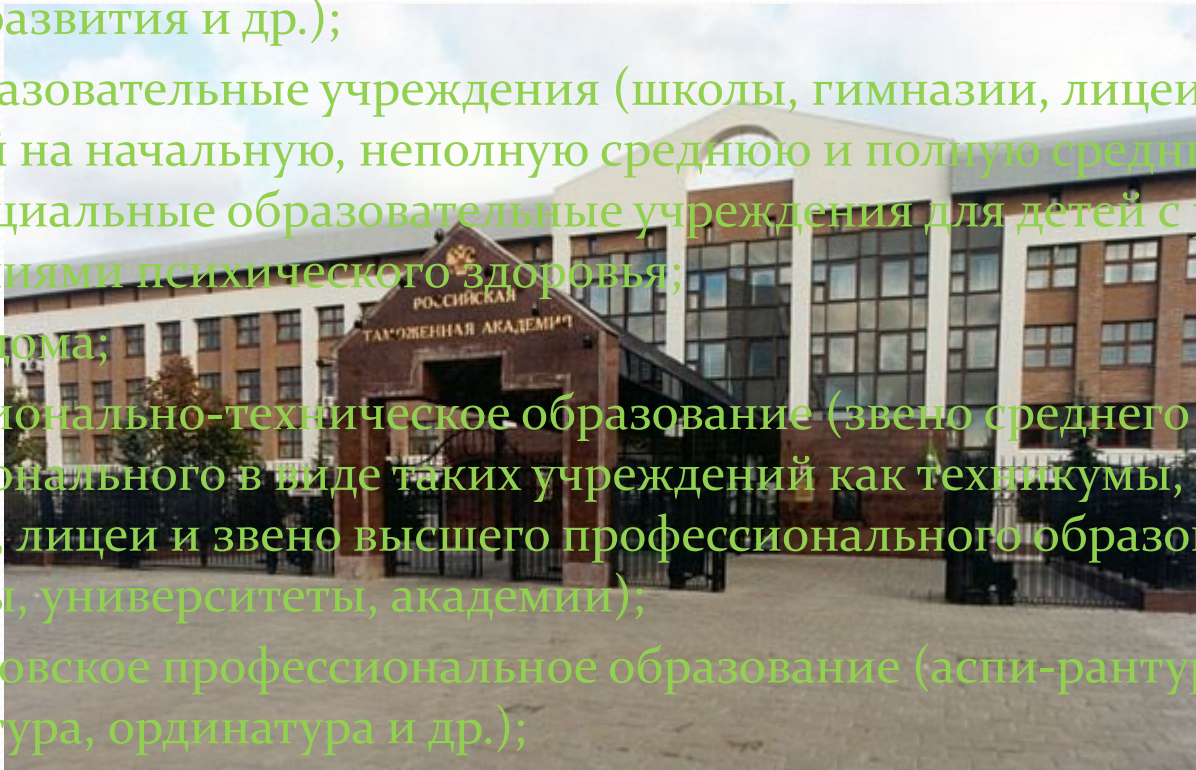 развития и др.);
азовательные учреждения (школы, гимназии, лицеи
й на начальную, неполную среднюю и полную средн
циальные образовательные учреждения для детей с
иями психического здоровья;
РОССИЙСКАЯ
ТАМОЖЕННАЯ АКАДЕМИЯ
дома;
ионально-техническое образование (звено среднего
онального в виде таких учреждений как техникумы,
, лицеи и звено высшего профессионального образо
ы, университеты, академии);
овское профессиональное образование (аспи-рантур
ура, ординатура и др.);